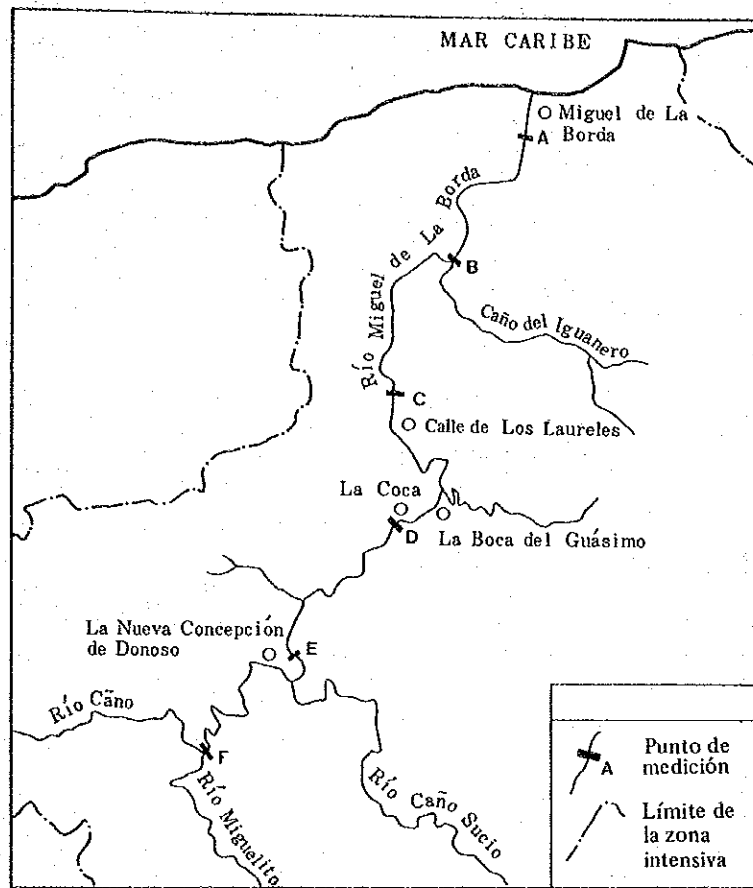 MAR CARIBE
Miguel de La
Borda
A
Río Miguel de La Borda
B
Caño del Iguanero
C
Calle de Los Laureles
La Coca
D
La Boca del Guásimo
La Nueva Concepción
de Donoso
E
Río Cãno
F
Río Miguelito
Río Caño Sucio
A
Punto de
medición
Límite de
la zona
intensiva